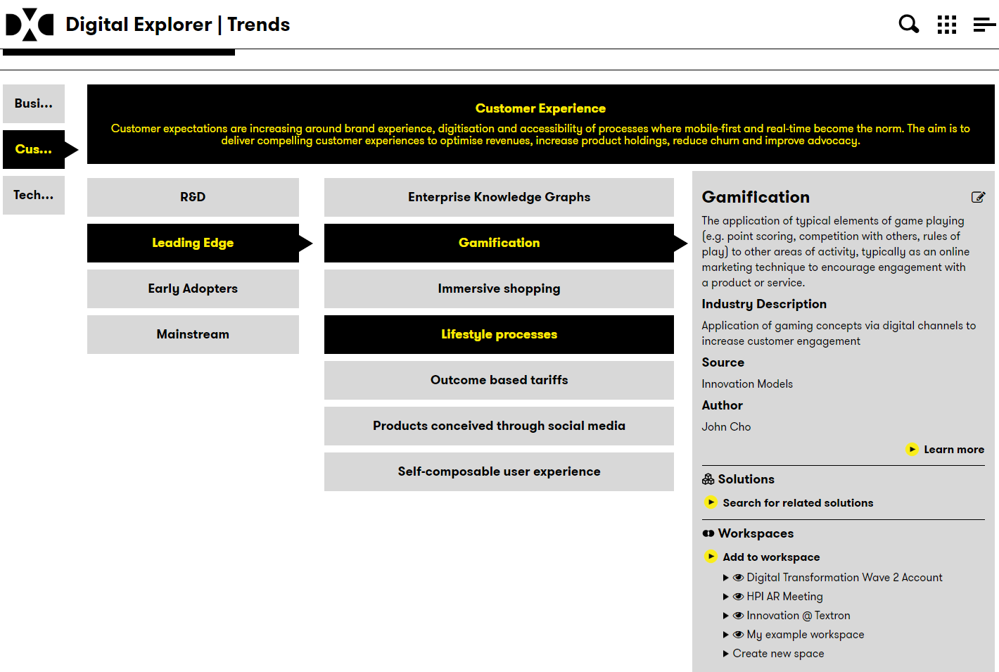 DXC
Digital Explorer | Trends
Busi...
Cus...
Tech...
Customer Experience
Customer expectations are increasing around brand experience, digitisation and accessibility of processes where mobile-first and real-time become the norm. The aim is to
deliver compelling customer experiences to optimise revenues, increase product holdings, reduce churn and improve advocacy.
R&D
Leading Edge
Early Adopters
Mainstream
Enterprise Knowledge Graphs
Gamification
Immersive shopping
Lifestyle processes
Outcome based tariffs
Products conceived through social media
Self-composable user experience
Gamification
The application of typical elements of game playing
(e.g. point scoring, competition with others, rules of
play) to other areas of activity, typically as an online
marketing technique to encourage engagement with
a product or service.
Industry Description
Application of gaming concepts via digital channels to
increase customer engagement
Source
Innovation Models
Author
John Cho
Learn more
Solutions
Search for related solutions
Workspaces
Add to workspace
Digital Transformation Wave 2 Account
HPI AR Meeting
Innovation @ Textron
My example workspace
Create new space